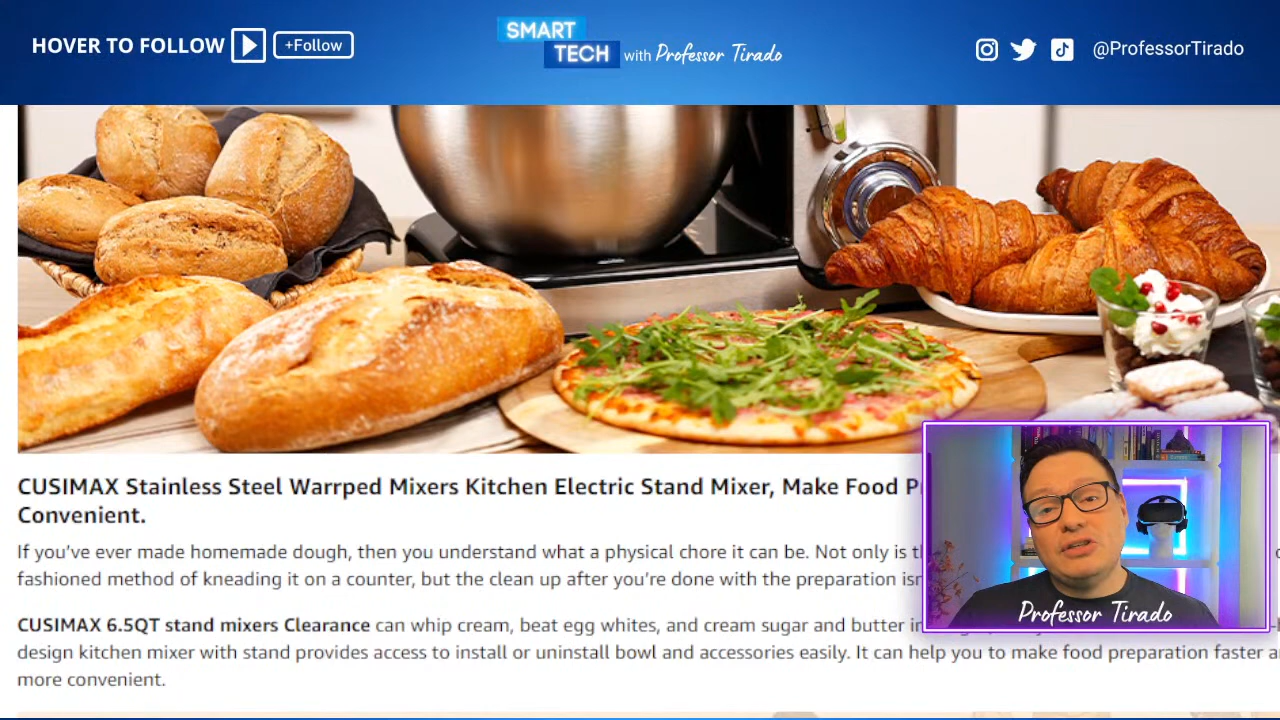 HOVER TO FOLLOW +Follow
SMART
TECH with Professor Tirado
@ProfessorTirado
CUSIMAX Stainless Steel Warrped Mixers Kitchen Electric Stand Mixer, Make Food
Convenient.
If you’ve ever made homemade dough, then you understand what a physical chore it can be. Not only is
fashioned method of kneading it on a counter, but the clean up after you’re done with the preparation
CUSIMAX 6.5QT stand mixers Clearance can whip cream, beat egg whites, and cream sugar and butter
design kitchen mixer with stand provides access to install or uninstall bowl and accessories easily. It can help you to make food preparation faster
more convenient.
Professor Tirado